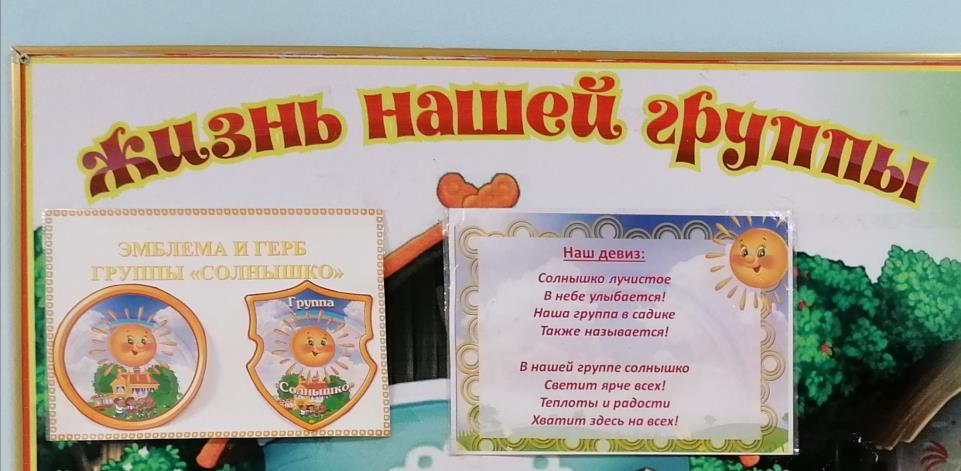 жизнь нашей группы
ЭМБЛЕМА И ГЕРБ
ГРУППЫ «СОЛНЫШКО»
Группа
"Солнышко"
Наш девиз:
Солнышко лучистое
В небе улыбается!
Наша группа в садике
Также называется!
В нашей группе солнышко
Светит ярче всех!
Теплоты и радости
Хватит здесь на всех!